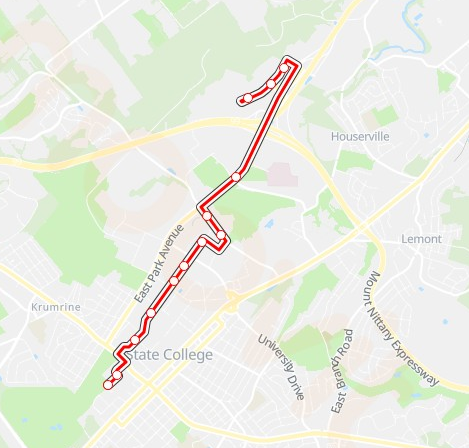 Houserville
East Park Avenue
Lemont
Krumrine
Mount Nittany Expressway
State College
University Drive
East Branch Road